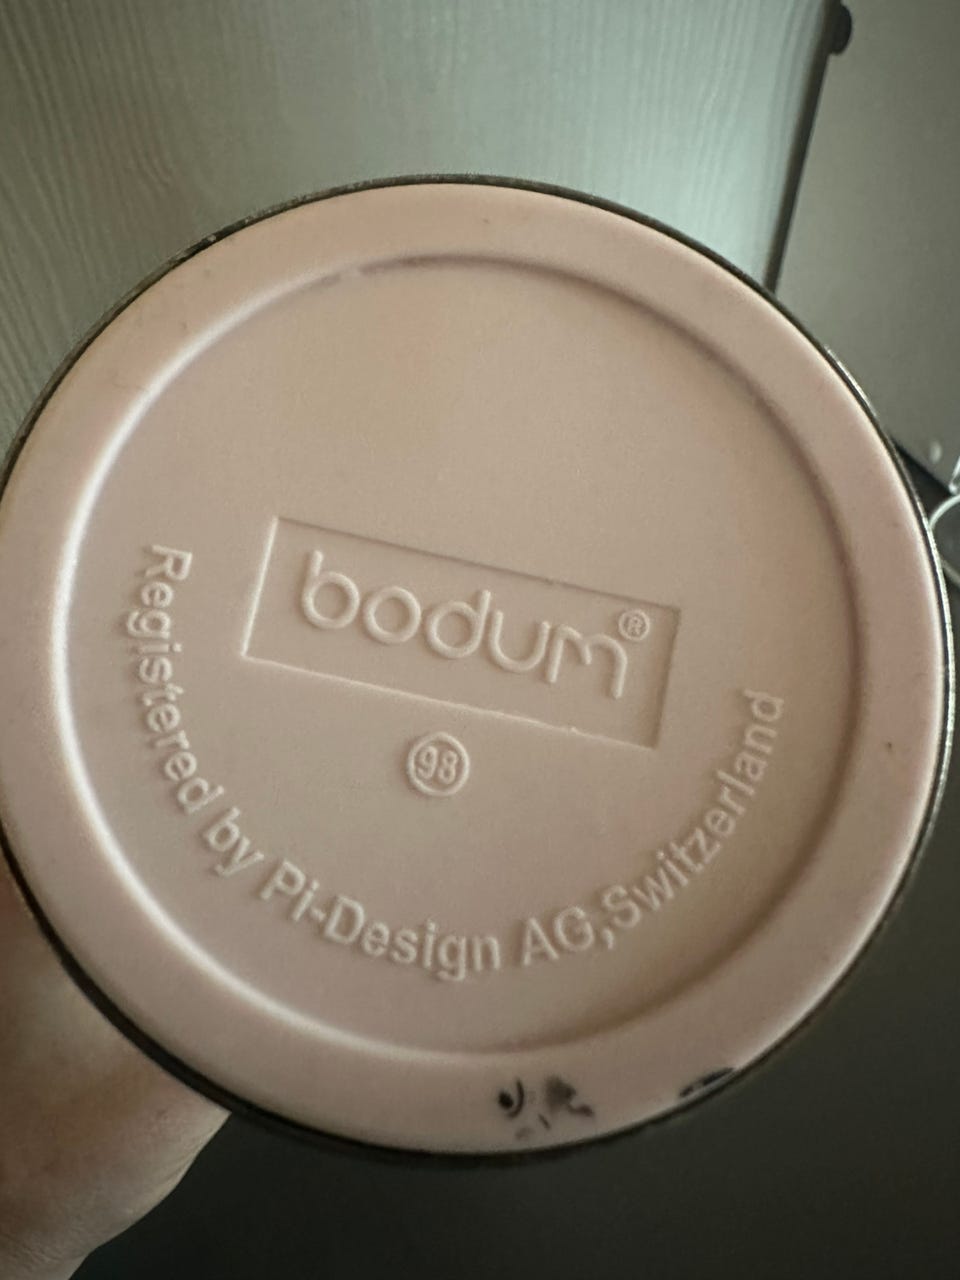 bodum®
98
Registered by Pi-Design AG,Switzerland